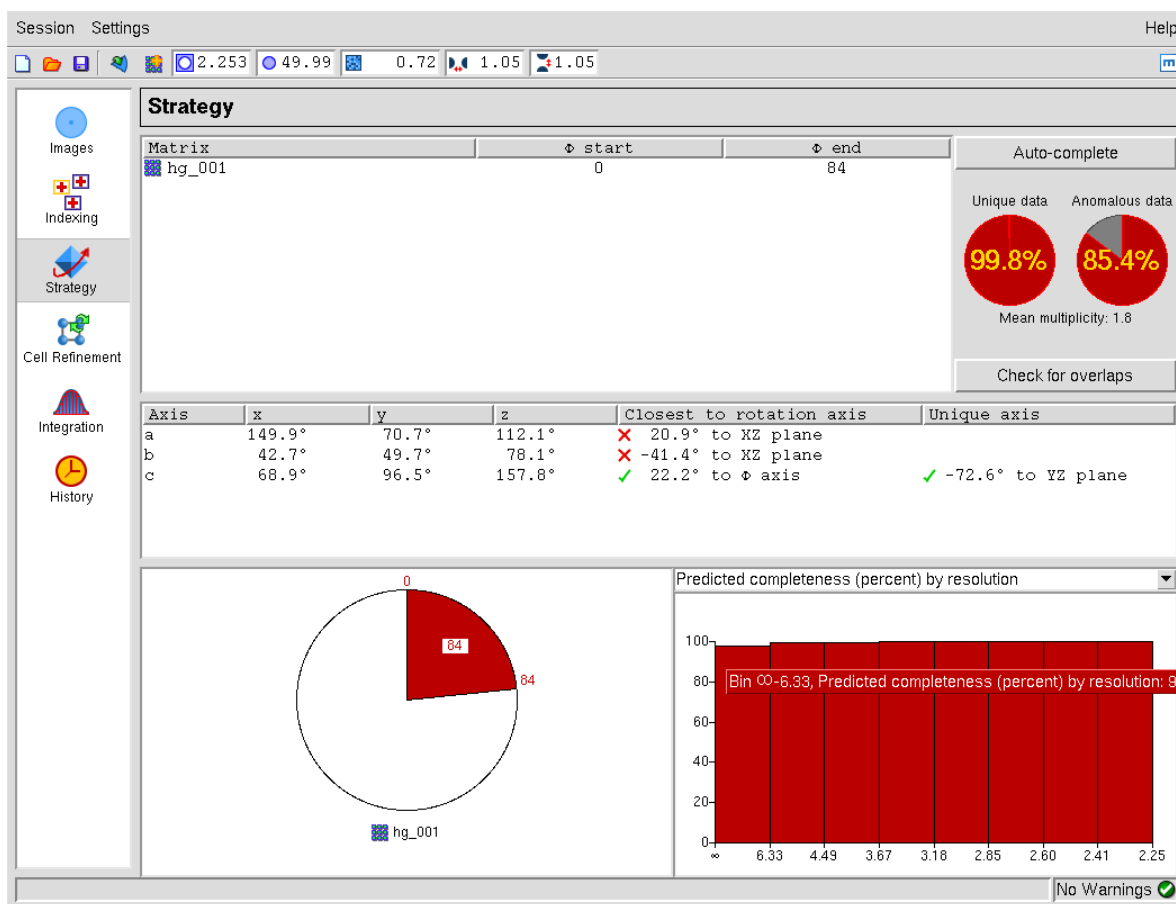 Session Settings Help
2.253 49.99 0.72 1.05 1.05
Strategy
Images
Indexing
Strategy
Cell Refinement
Integration
History
Matrix Φ start Φ end
hg_001 0 84
Auto-complete
Unique data Anomalous data
99.8% 85.4%
Mean multiplicity: 1.8
Check for overlaps
Axis x y z Closest to rotation axis Unique axis
a 149.9° 70.7° 112.1° 20.9° to XZ plane
b 42.7° 49.7° 78.1° -41.4° to XZ plane
c 68.9° 96.5° 157.8° 22.2° to Φ axis -72.6° to YZ plane
0
84
84
hg_001
Predicted completeness (percent) by resolution
100
80
Bin ∞-6.33, Predicted completeness (percent) by resolution: 9
60
40
20
0
∞ 6.33 4.49 3.67 3.18 2.85 2.60 2.41 2.25
No Warnings